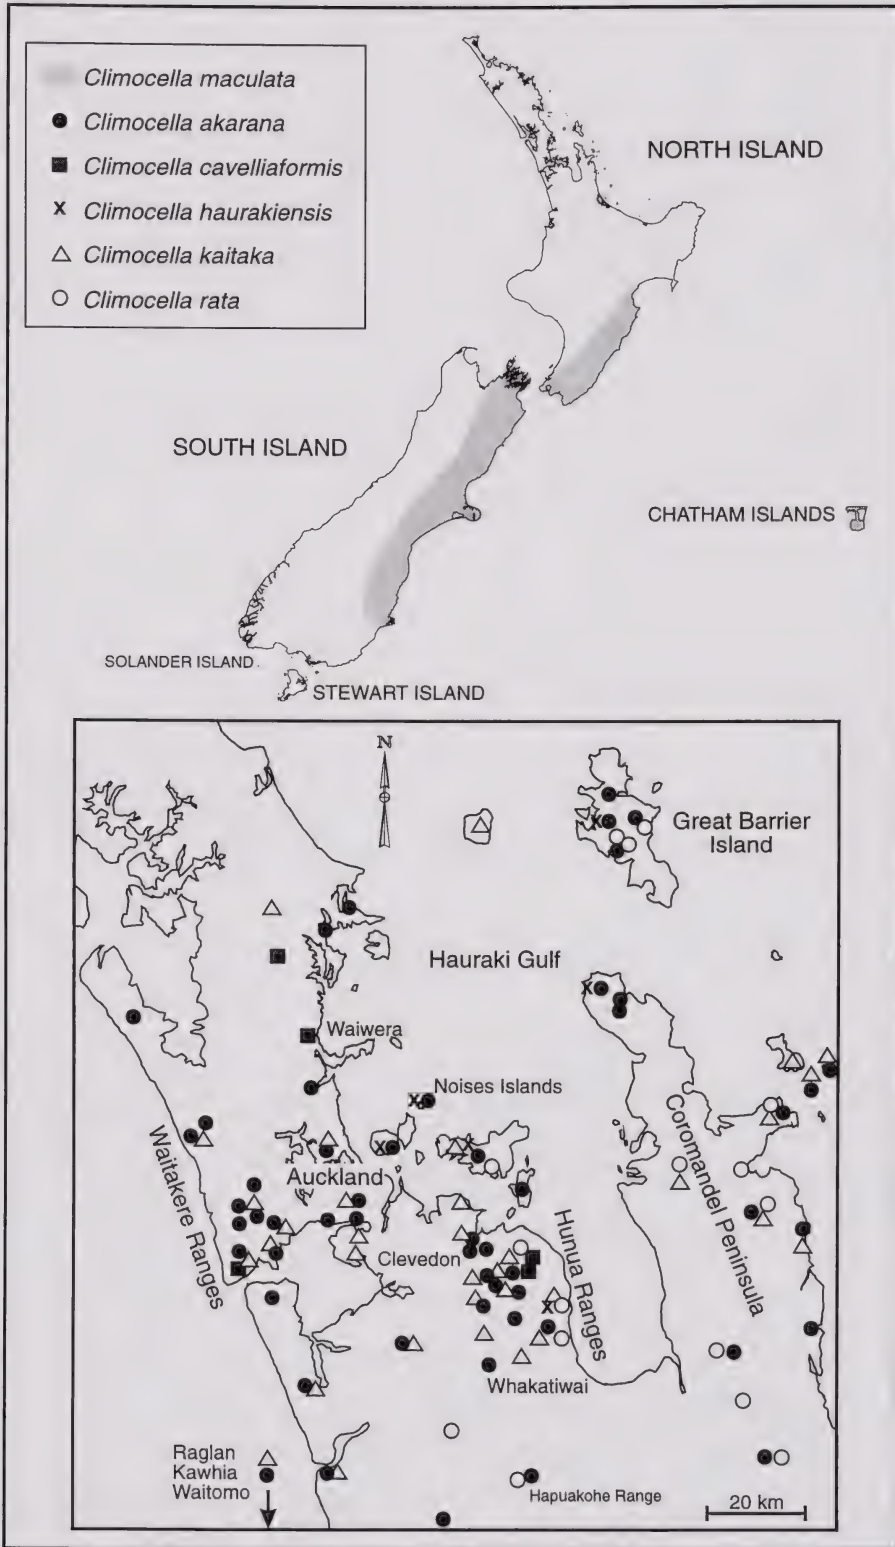 Climocella maculata
Climocella akarana
Climocella cavelliaformis
Climocella haurakiensis
Climocella kaitaka
Climocella rata
NORTH ISLAND
SOUTH ISLAND
CHATHAM ISLANDS
SOLANDER ISLAND
STEWART ISLAND
N
Great Barrier
Island
Hauraki Gulf
Waiwera
Noises Islands
Waitakere Ranges
Auckland
Coromandel Peninsula
Clevedon
Hunua Ranges
Whakatiwai
Raglan
Kawhia
Waitomo
Hapuakohe Range
20 km